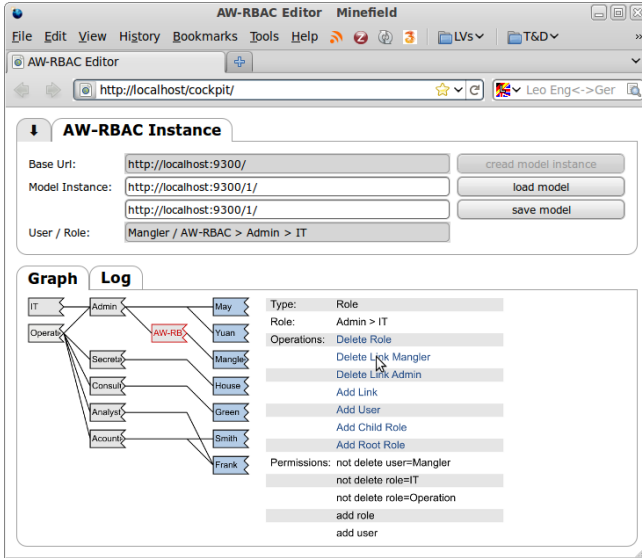 AW-RBAC Editor Minefield
File Edit View History Bookmarks Tools Help LVs T&D »
AW-RBAC Editor
http://localhost/cockpit/ Leo Eng<->Ger
AW-RBAC Instance
Base Url: http://localhost:9300/ cread model instance
Model Instance: http://localhost:9300/1/ load model
http://localhost:9300/1/ save model
User / Role: Mangler / AW-RBAC > Admin > IT
Graph Log
IT Admin May
Operati AW-RB Yuan
Secreta Mangle
Consult House
Analyst Green
Acount Smith
Frank
Type: Role
Role: Admin > IT
Operations: Delete Role
Delete Link Mangler
Delete Link Admin
Add Link
Add User
Add Child Role
Add Root Role
Permissions: not delete user=Mangler
not delete role=IT
not delete role=Operation
add role
add user